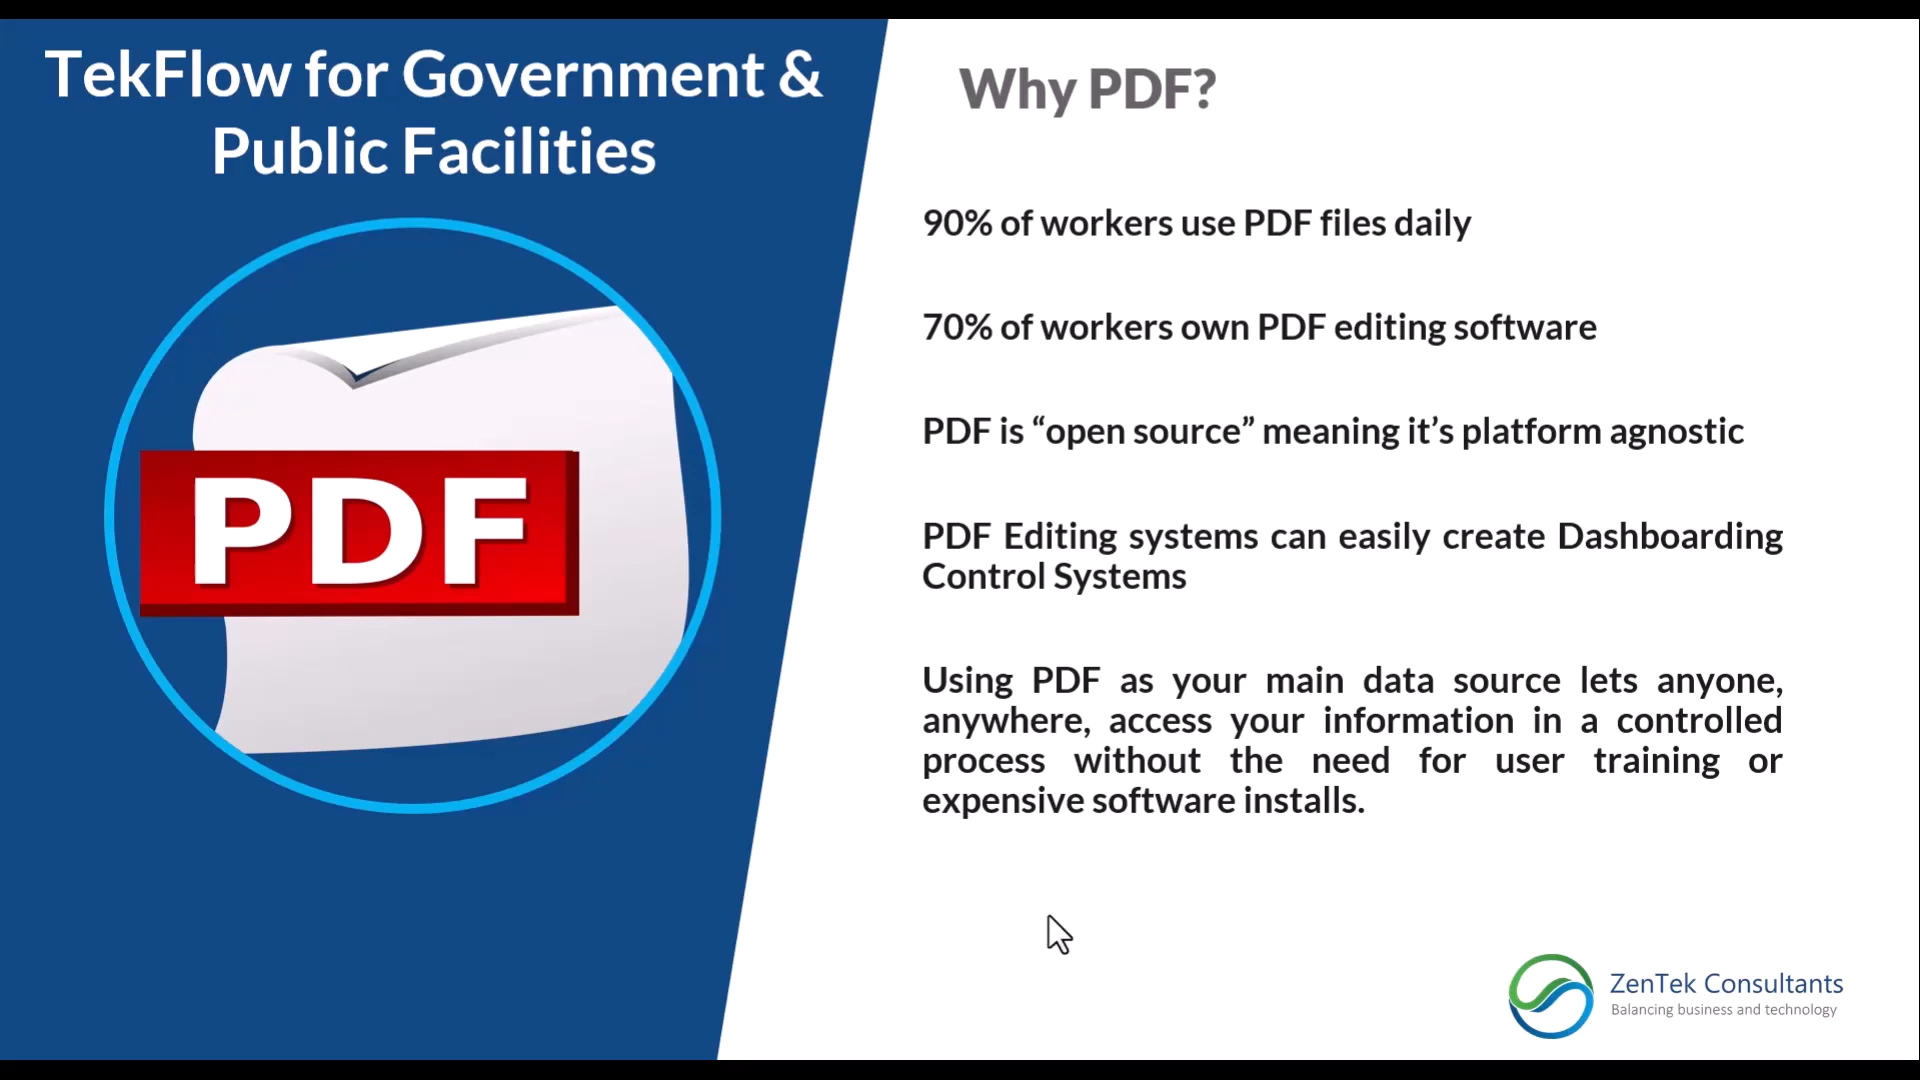 TekFlow for Government &
Public Facilities
PDF
Why PDF?
90% of workers use PDF files daily
70% of workers own PDF editing software
PDF is “open source” meaning it’s platform agnostic
PDF Editing systems can easily create Dashboarding
Control Systems
Using PDF as your main data source lets anyone,
anywhere, access your information in a controlled
process without the need for user training or
expensive software installs.
ZenTek Consultants
Balancing business and technology